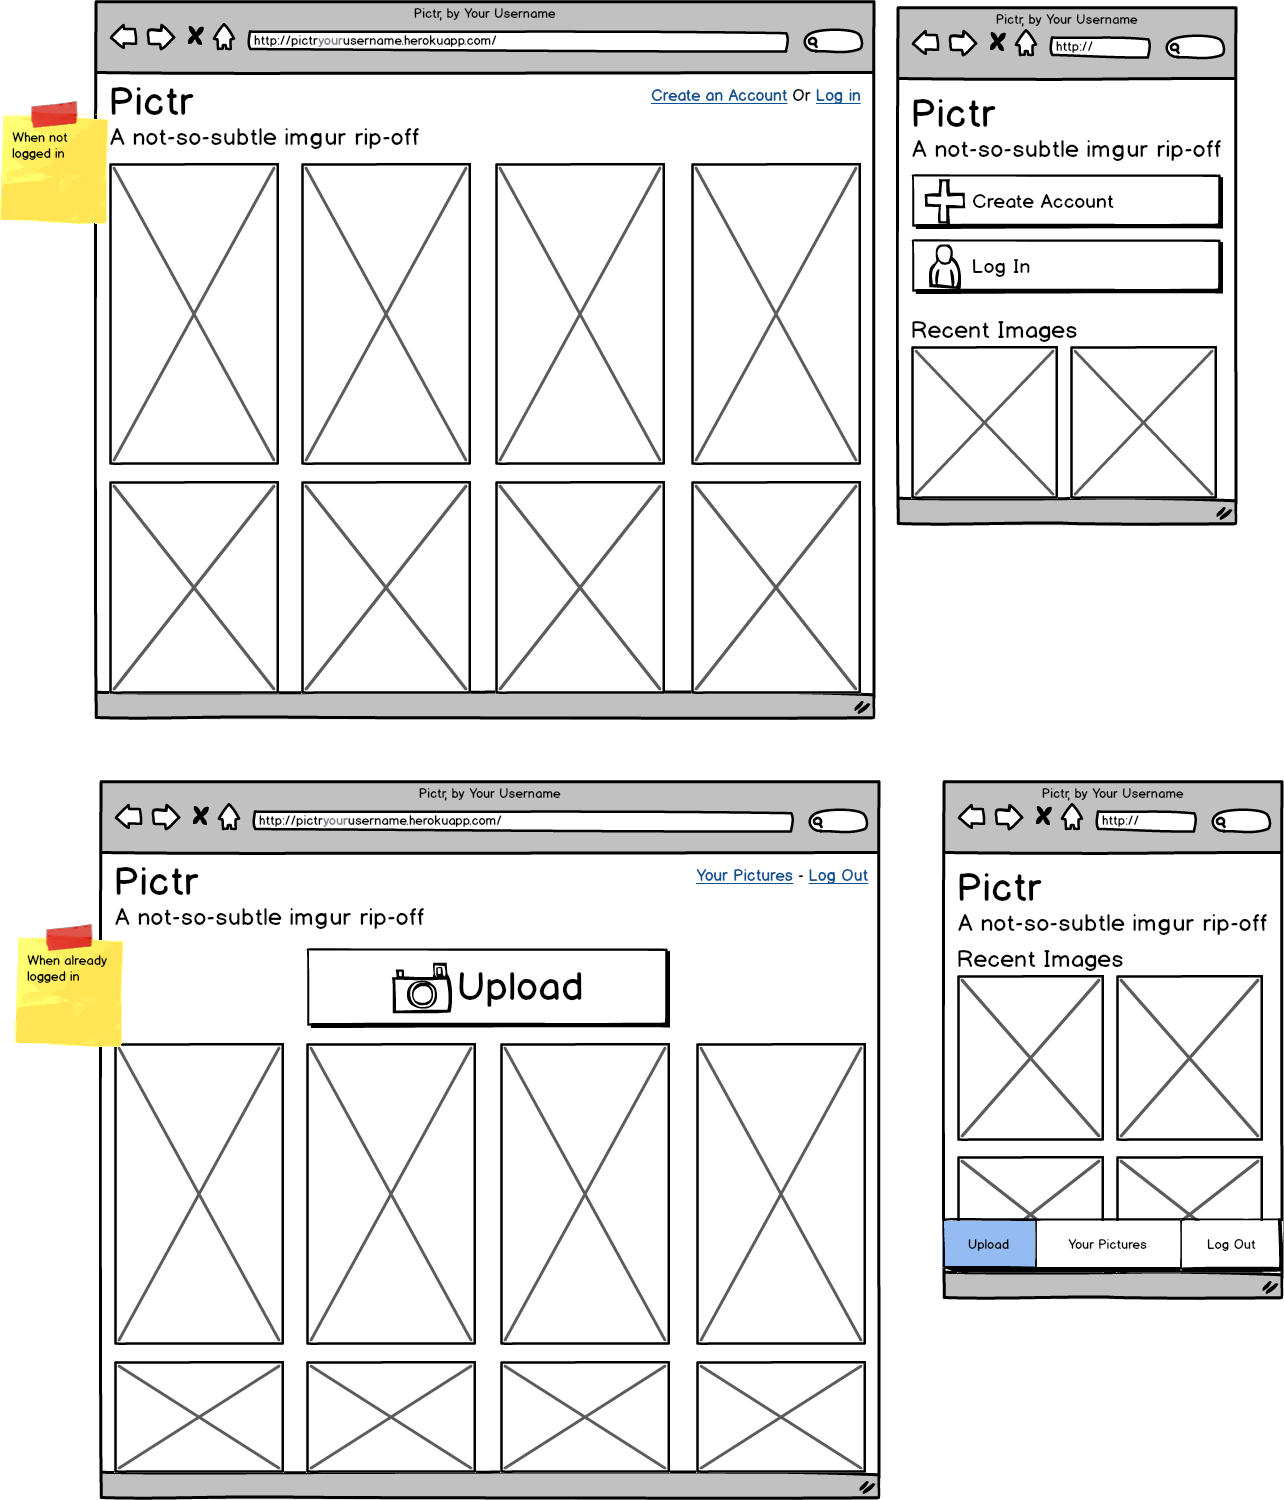 Pictr, by Your Username
http://pictryourusername.herokuapp.com/
Pictr
Create an Account Or Log in
A not-so-subtle imgur rip-off
When not
logged in
Pictr, by Your Username
http://
Pictr
A not-so-subtle imgur rip-off
Create Account
Log In
Recent Images
Pictr, by Your Username
http://pictryourusername.herokuapp.com/
Pictr
Your Pictures - Log Out
A not-so-subtle imgur rip-off
When already
logged in
Upload
Pictr, by Your Username
http://
Pictr
A not-so-subtle imgur rip-off
Recent Images
Upload Your Pictures Log Out